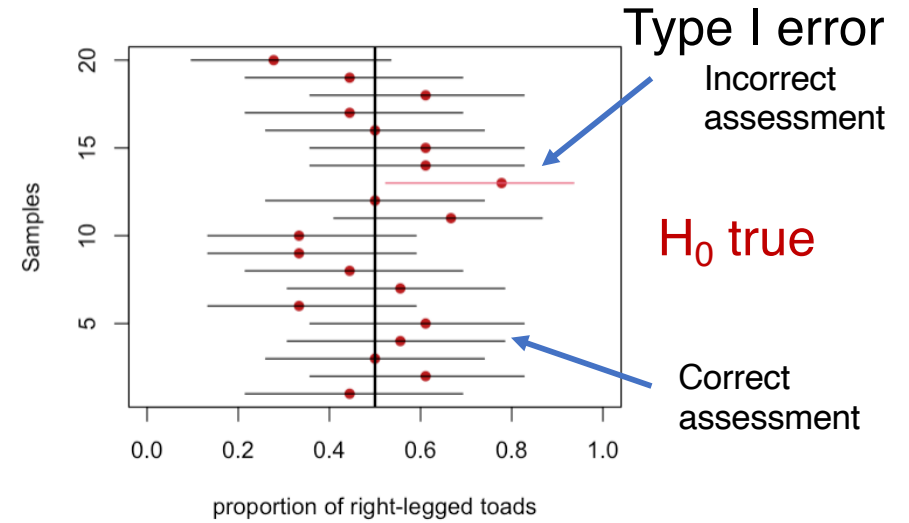 Type I error
Incorrect
assessment
H₀ true
Correct
assessment
Samples
20
15
10
5
0.0 0.2 0.4 0.6 0.8 1.0
proportion of right-legged toads